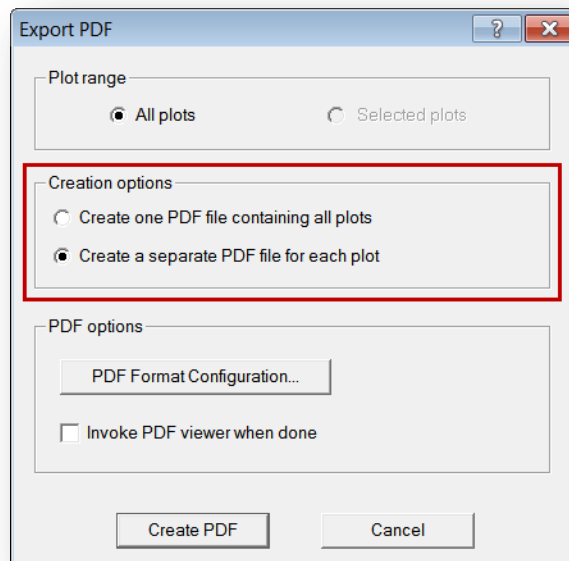 Export PDF
?
Plot range
All plots
Selected plots
Creation options
Create one PDF file containing all plots
Create a separate PDF file for each plot
PDF options
PDF Format Configuration...
Invoke PDF viewer when done
Create PDF
Cancel